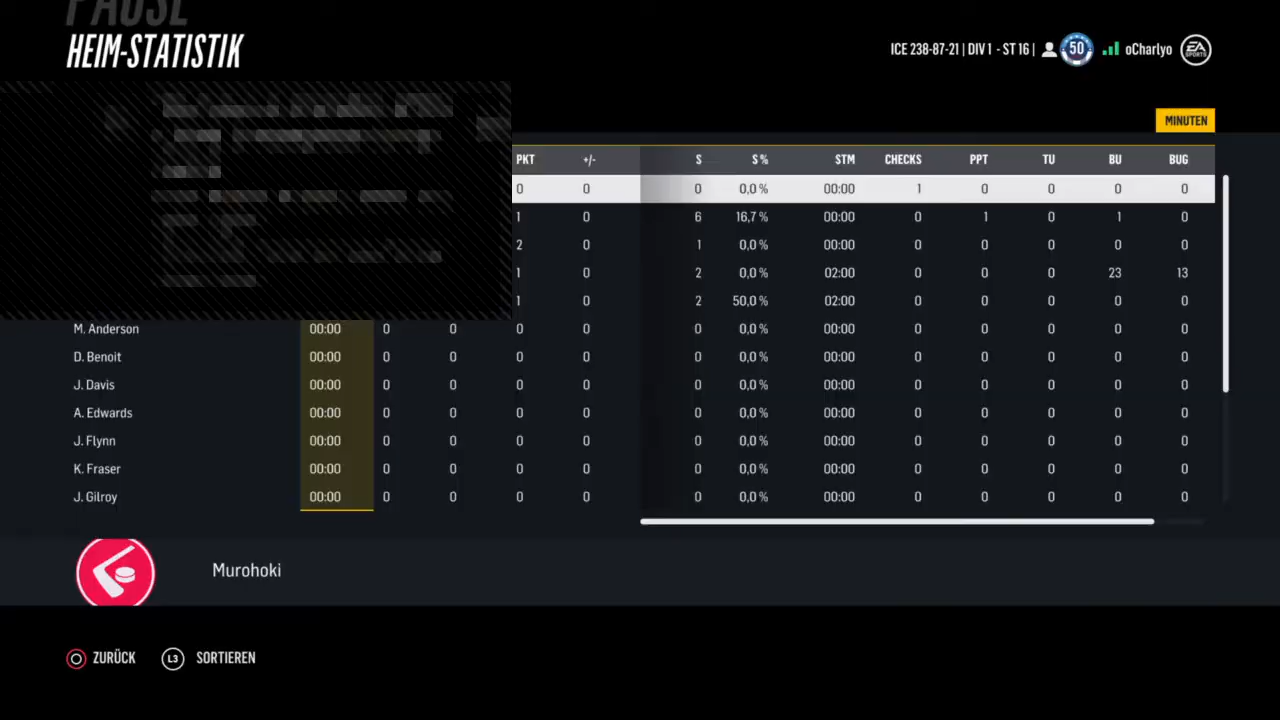 PAUSE
HEIM-STATISTIK
ICE 238-87-21 | DIV 1 - ST 16 | 50 oCharlyo EA SPORTS
MINUTEN
PKT +/- S S % STM CHECKS PPT TU BU BUG
0 0 0 0,0 % 00:00 1 0 0 0 0
1 0 6 16,7 % 00:00 0 1 0 1 0
2 0 1 0,0 % 00:00 0 0 0 0 0
1 0 2 0,0 % 02:00 0 0 0 23 13
1 0 2 50,0 % 02:00 0 0 0 0 0
M. Anderson 00:00 0 0 0 0 0 0,0 % 00:00 0 0 0 0 0
D. Benoit 00:00 0 0 0 0 0 0,0 % 00:00 0 0 0 0 0
J. Davis 00:00 0 0 0 0 0 0,0 % 00:00 0 0 0 0 0
A. Edwards 00:00 0 0 0 0 0 0,0 % 00:00 0 0 0 0 0
J. Flynn 00:00 0 0 0 0 0 0,0 % 00:00 0 0 0 0 0
K. Fraser 00:00 0 0 0 0 0 0,0 % 00:00 0 0 0 0 0
J. Gilroy 00:00 0 0 0 0 0 0,0 % 00:00 0 0 0 0 0
Murohoki
ZURÜCK L3 SORTIEREN